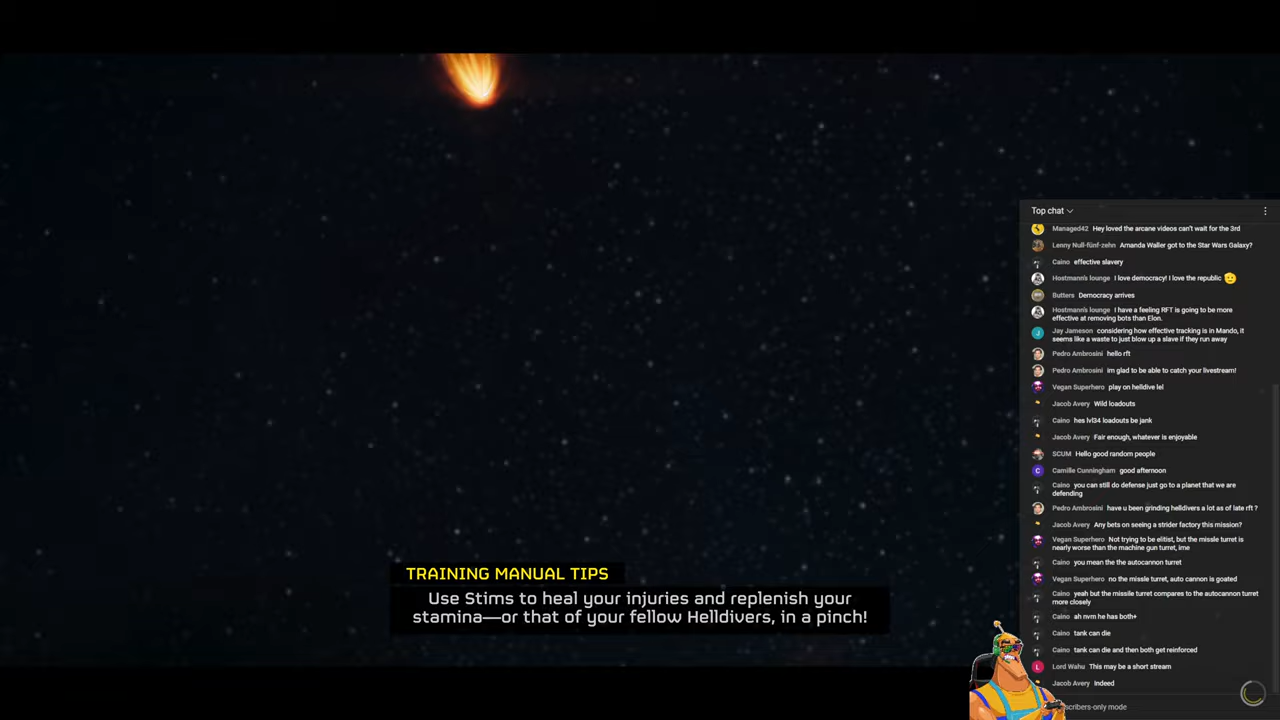 Top chat
Managed42 Hey loved the arcane videos can't wait for the 3rd
Lenny Null-fünf-zehn Amanda Waller got to the Star Wars Galaxy?
Caino effective slavery
Hostmann's lounge I love democracy! I love the republic
Butters Democracy arrives
Hostmann's lounge I have a feeling RFT is going to be more
effective at removing bots than Elon.
Jay Jameson considering how effective tracking is in Mando, it
seems like a waste to just blow up a slave if they run away
Pedro Ambrosini hello rft
Pedro Ambrosini im glad to be able to catch your livestream!
Vegan Superhero play on helldive lel
Jacob Avery Wild loadouts
Caino hes lvl34 loadouts be jank
Jacob Avery Fair enough, whatever is enjoyable
SCUM Hello good random people
Camille Cunningham good afternoon
Caino you can still do defense just go to a planet that we are
defending
Pedro Ambrosini have u been grinding helldivers a lot as of late rft ?
Jacob Avery Any bets on seeing a strider factory this mission?
Vegan Superhero Not trying to be elitist, but the missle turret is
nearly worse than the machine gun turret, ime
Caino you mean the the autocannon turret
Vegan Superhero no the missle turret, auto cannon is goated
Caino yeah but the missile turret compares to the autocannon turret
more closely
Caino ah nvm he has both+
Caino tank can die
Caino tank can die and then both get reinforced
Lord Wahu This may be a short stream
Jacob Avery Indeed
scribers-only mode
TRAINING MANUAL TIPS
Use Stims to heal your injuries and replenish your
stamina—or that of your fellow Helldivers, in a pinch!